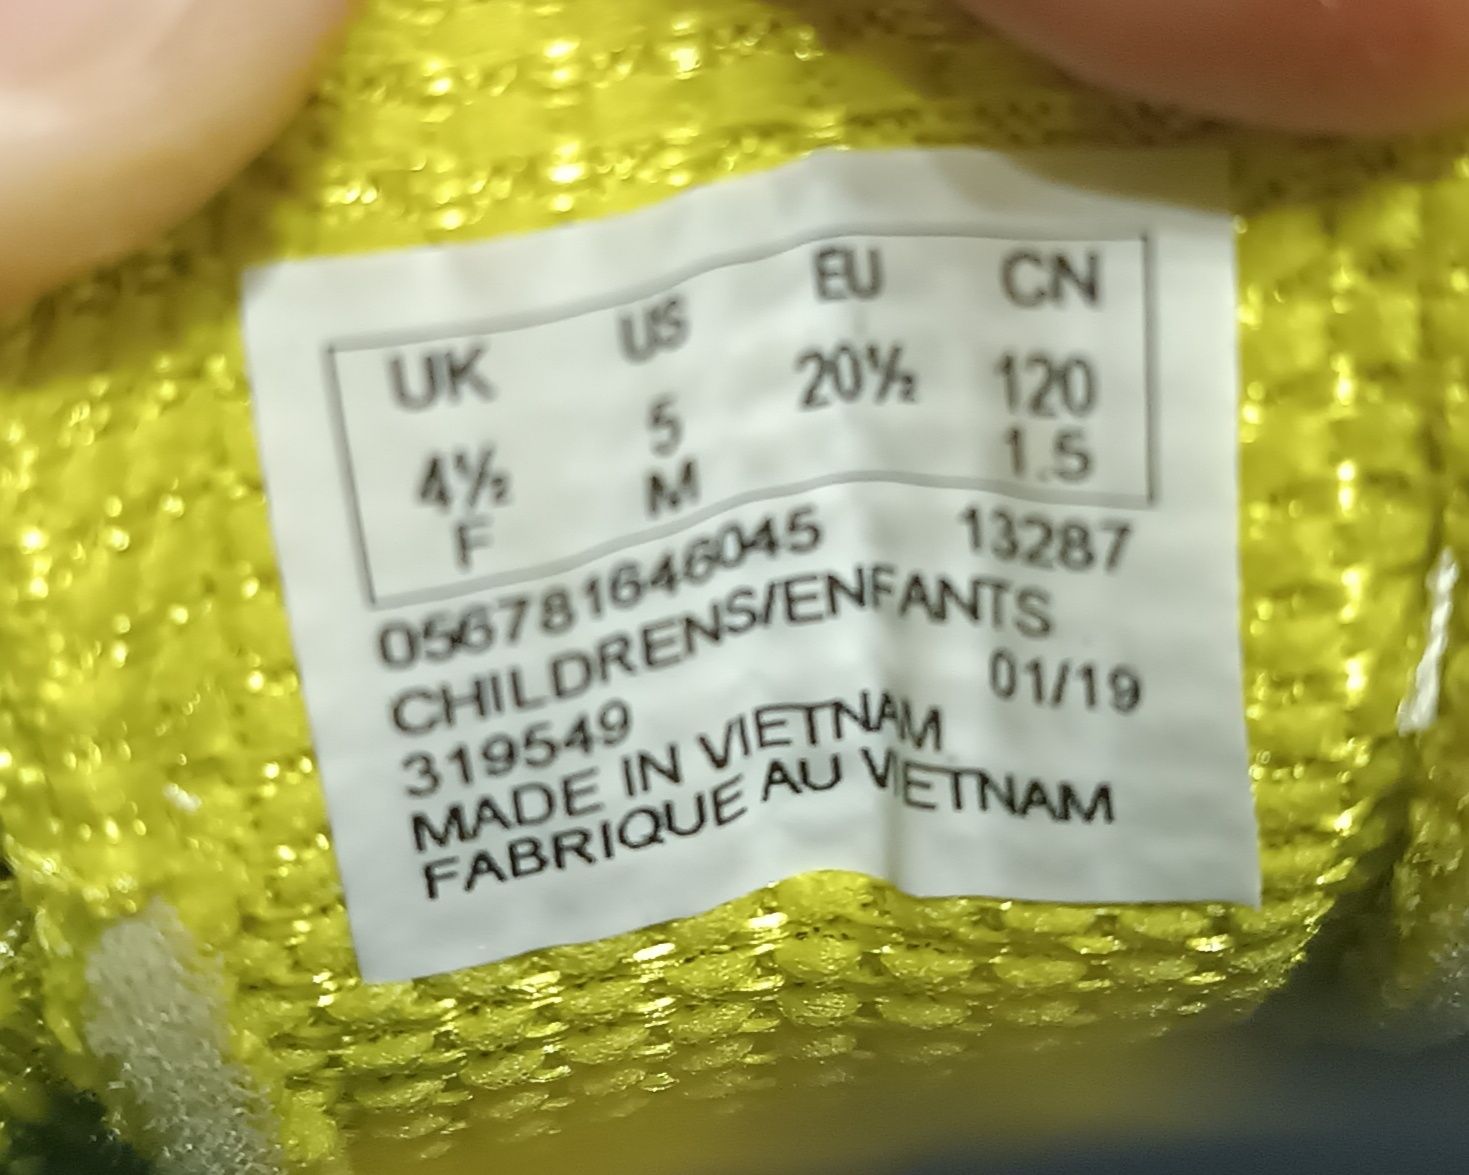 UK US EU CN
4½ 5 20½ 120
F M 1.5
056781646045 13287
CHILDRENS/ENFANTS
319549 01/19
MADE IN VIETNAM
FABRIQUE AU VIETNAM